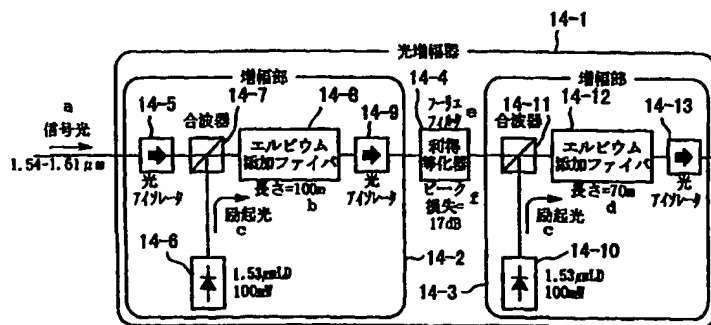 14-1
光増幅器
増幅部
14-4
増幅部
a
信号光
1.54-1.61μm
14-5
光
アイソレータ
14-7
合波器
14-8
エルビウム
添加ファイバ
長さ=100m
b
14-9
光
アイソレータ
励起光
c
14-6
1.53μmLD
100mW
14-2
フーリェ
フィルタ
e
利得
等化器
ピーク
損失=
17dB
f
14-3
14-11
合波器
14-12
エルビウム
添加ファイバ
長さ=70m
d
14-13
光
アイソレータ
励起光
c
14-10
1.53μmLD
100mW